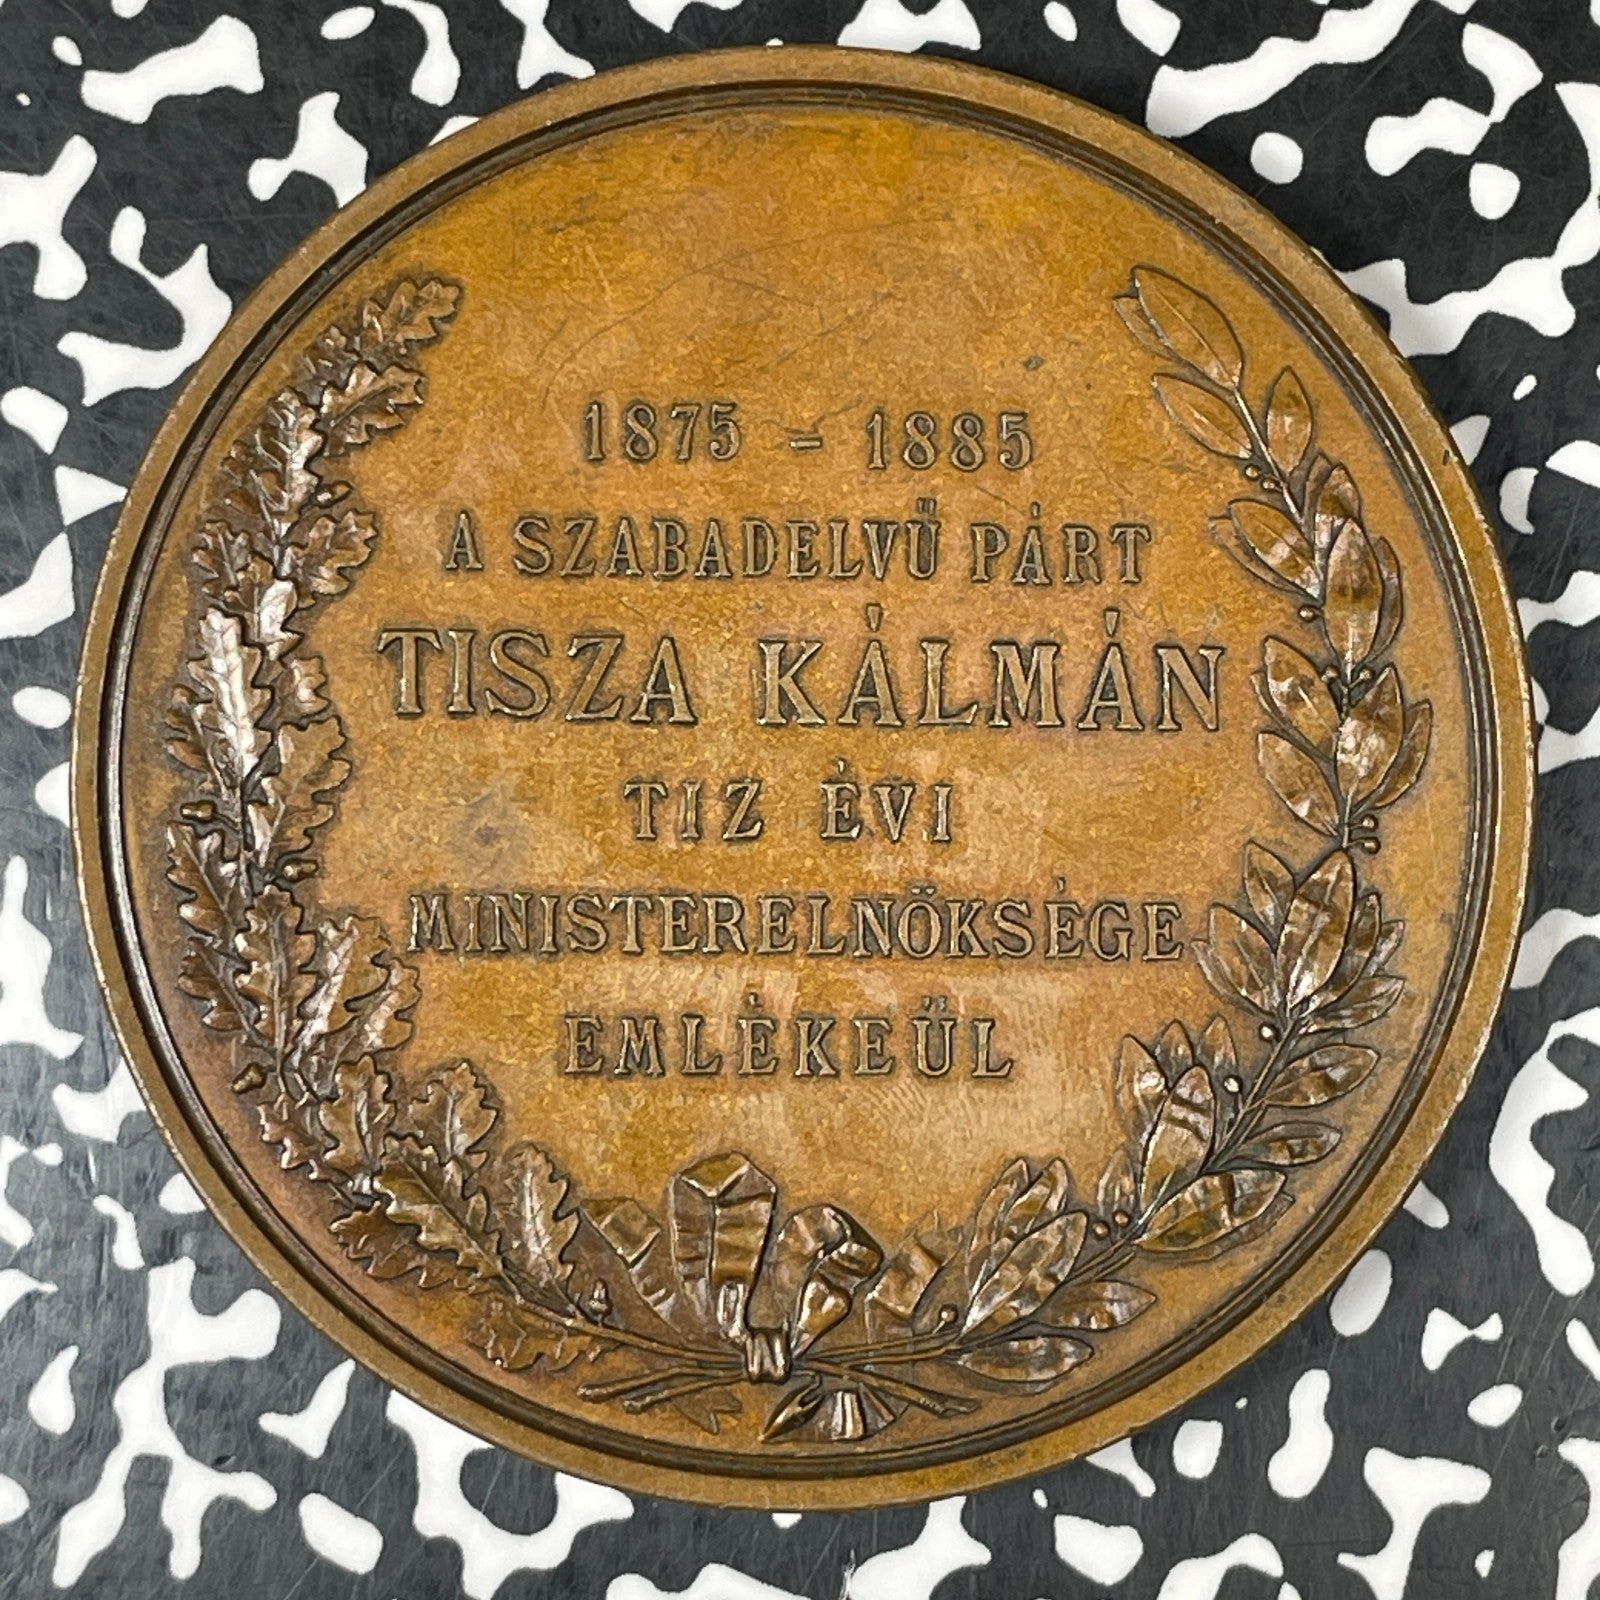 1875 - 1885
A SZABADELVŰ PÁRT
TISZA KÁLMÁN
TIZ ÉVI
MINISTERELNÖKSÉGE
EMLÉKEÜL